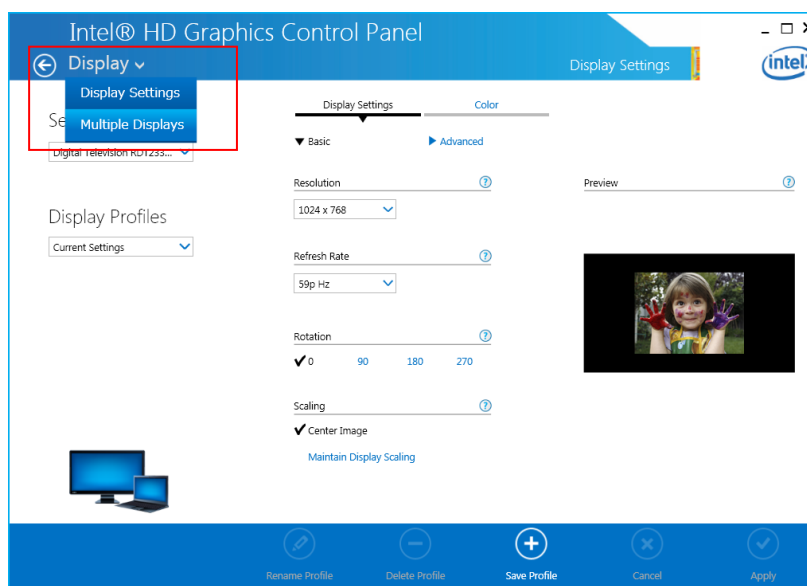 Intel® HD Graphics Control Panel
Display
Display Settings
intel
Display Settings
Multiple Displays
Se
Digital Television RDT233...
Display Profiles
Current Settings
Display Settings
Color
Basic
Advanced
Resolution
1024 x 768
Refresh Rate
59p Hz
Rotation
0
90
180
270
Scaling
Center Image
Maintain Display Scaling
Preview
Rename Profile
Delete Profile
Save Profile
Cancel
Apply